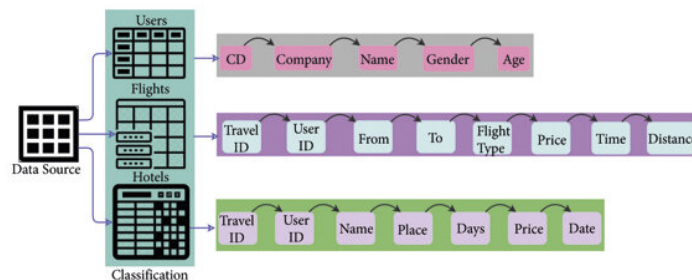 Users
CD Company Name Gender Age
Flights
Travel ID User ID From To Flight Type Price Time Distance
Data Source
Hotels
Travel ID User ID Name Place Days Price Date
Classification